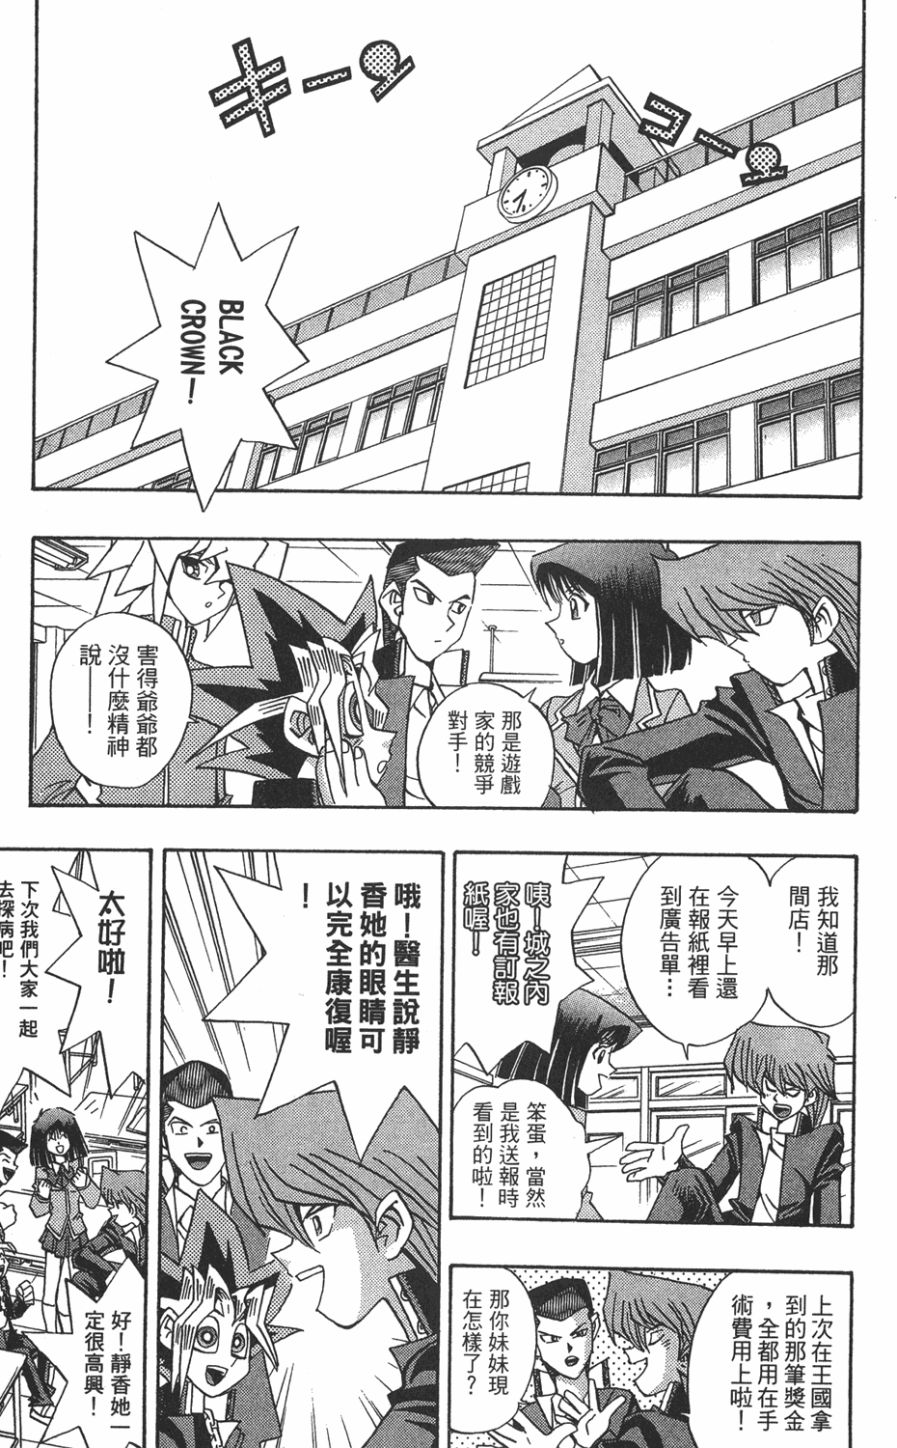 キーン
コーン
BLACK
CROWN—!
那是遊戲
家的競爭
對手！
害得爺爺都
沒什麼精神
說——！
我知道那
間店！
今天早上還
在報紙裡看
到廣告單…
咦！城之內
家也有訂報
紙喔！
笨蛋，當然
是我送報時
看到的啦！
上次在王國拿
到的那筆獎金
，全都用在手
術費用上啦！
那你妹妹現
在怎樣了？
哦！醫生說靜
香她的眼睛可
以完全康復喔
！
太好啦！
下次我們大家一起
去探病吧！
好！靜香她一
定很高興！